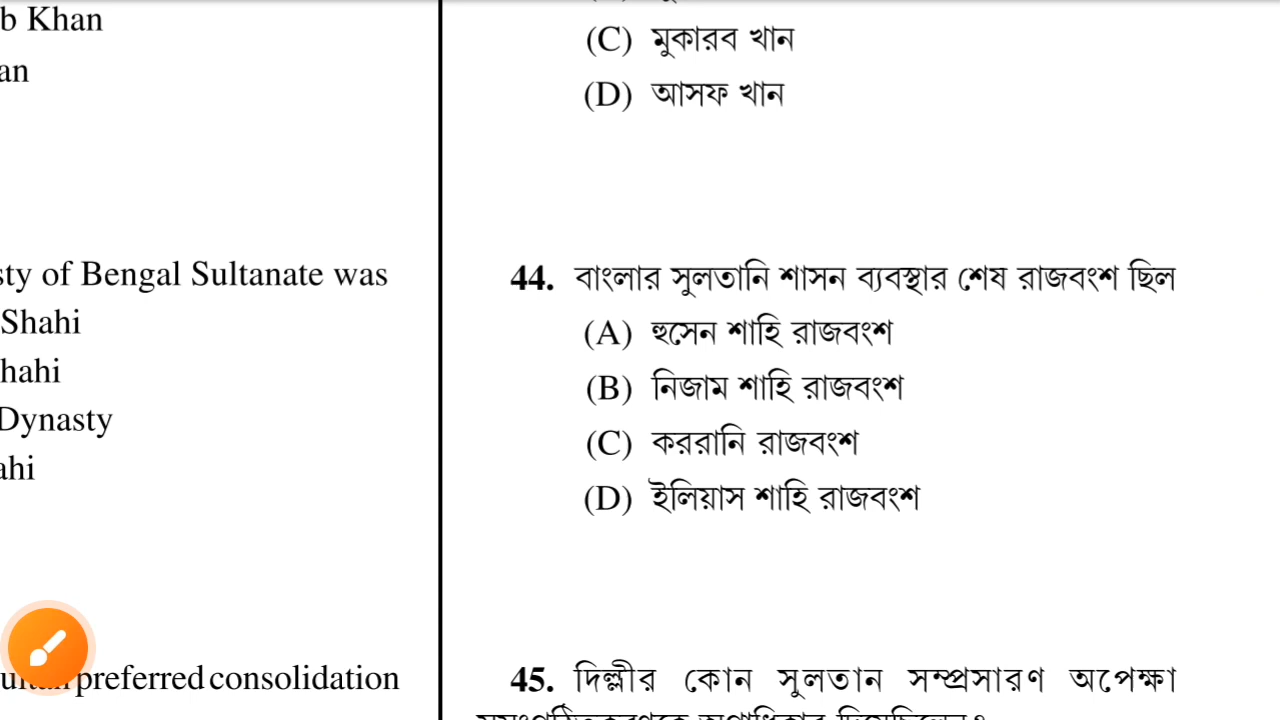 b Khan
an
sty of Bengal Sultanate was
Shahi
hahi
Dynasty
ahi
preferred consolidation
(C) মুকারব খান
(D) আসফ খান
44. বাংলার সুলতানি শাসন ব্যবস্থার শেষ রাজবংশ ছিল
(A) হুসেন শাহি রাজবংশ
(B) নিজাম শাহি রাজবংশ
(C) কররানি রাজবংশ
(D) ইলিয়াস শাহি রাজবংশ
45. দিল্লীর কোন সুলতান সম্প্রসারণ অপেক্ষা